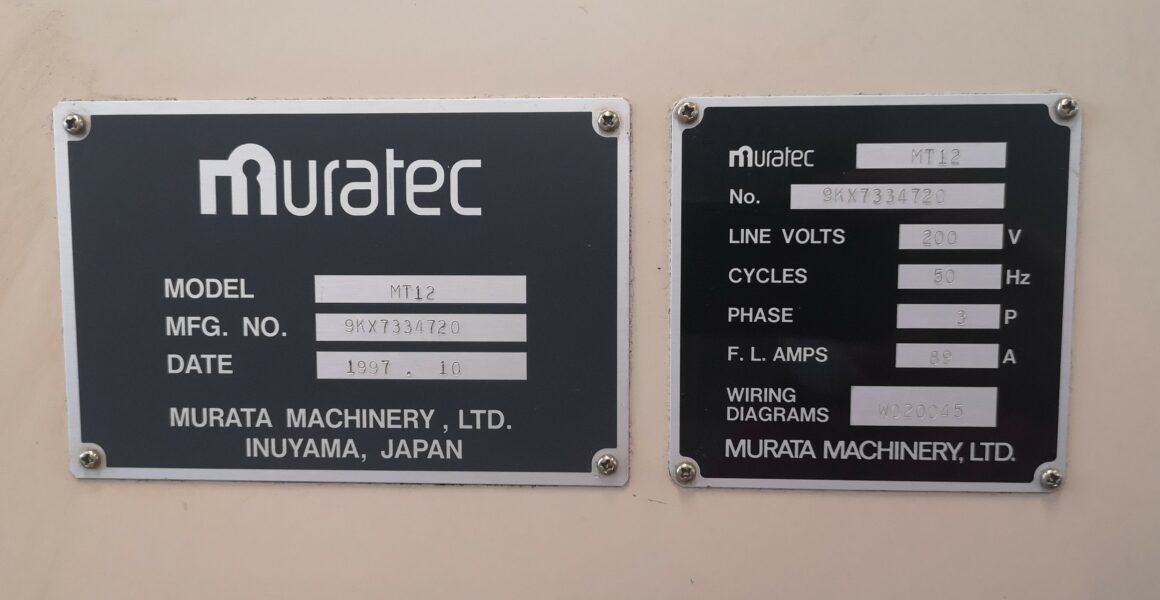 muratec
MODEL MT12
MFG. NO. 9KX7334720
DATE 1997 . 10
MURATA MACHINERY , LTD.
INUYAMA, JAPAN
muratec MT12
No. 9KX7334720
LINE VOLTS 200 V
CYCLES 50 Hz
PHASE 3 P
F. L. AMPS 89 A
WIRING
DIAGRAMS W020045
MURATA MACHINERY, LTD.